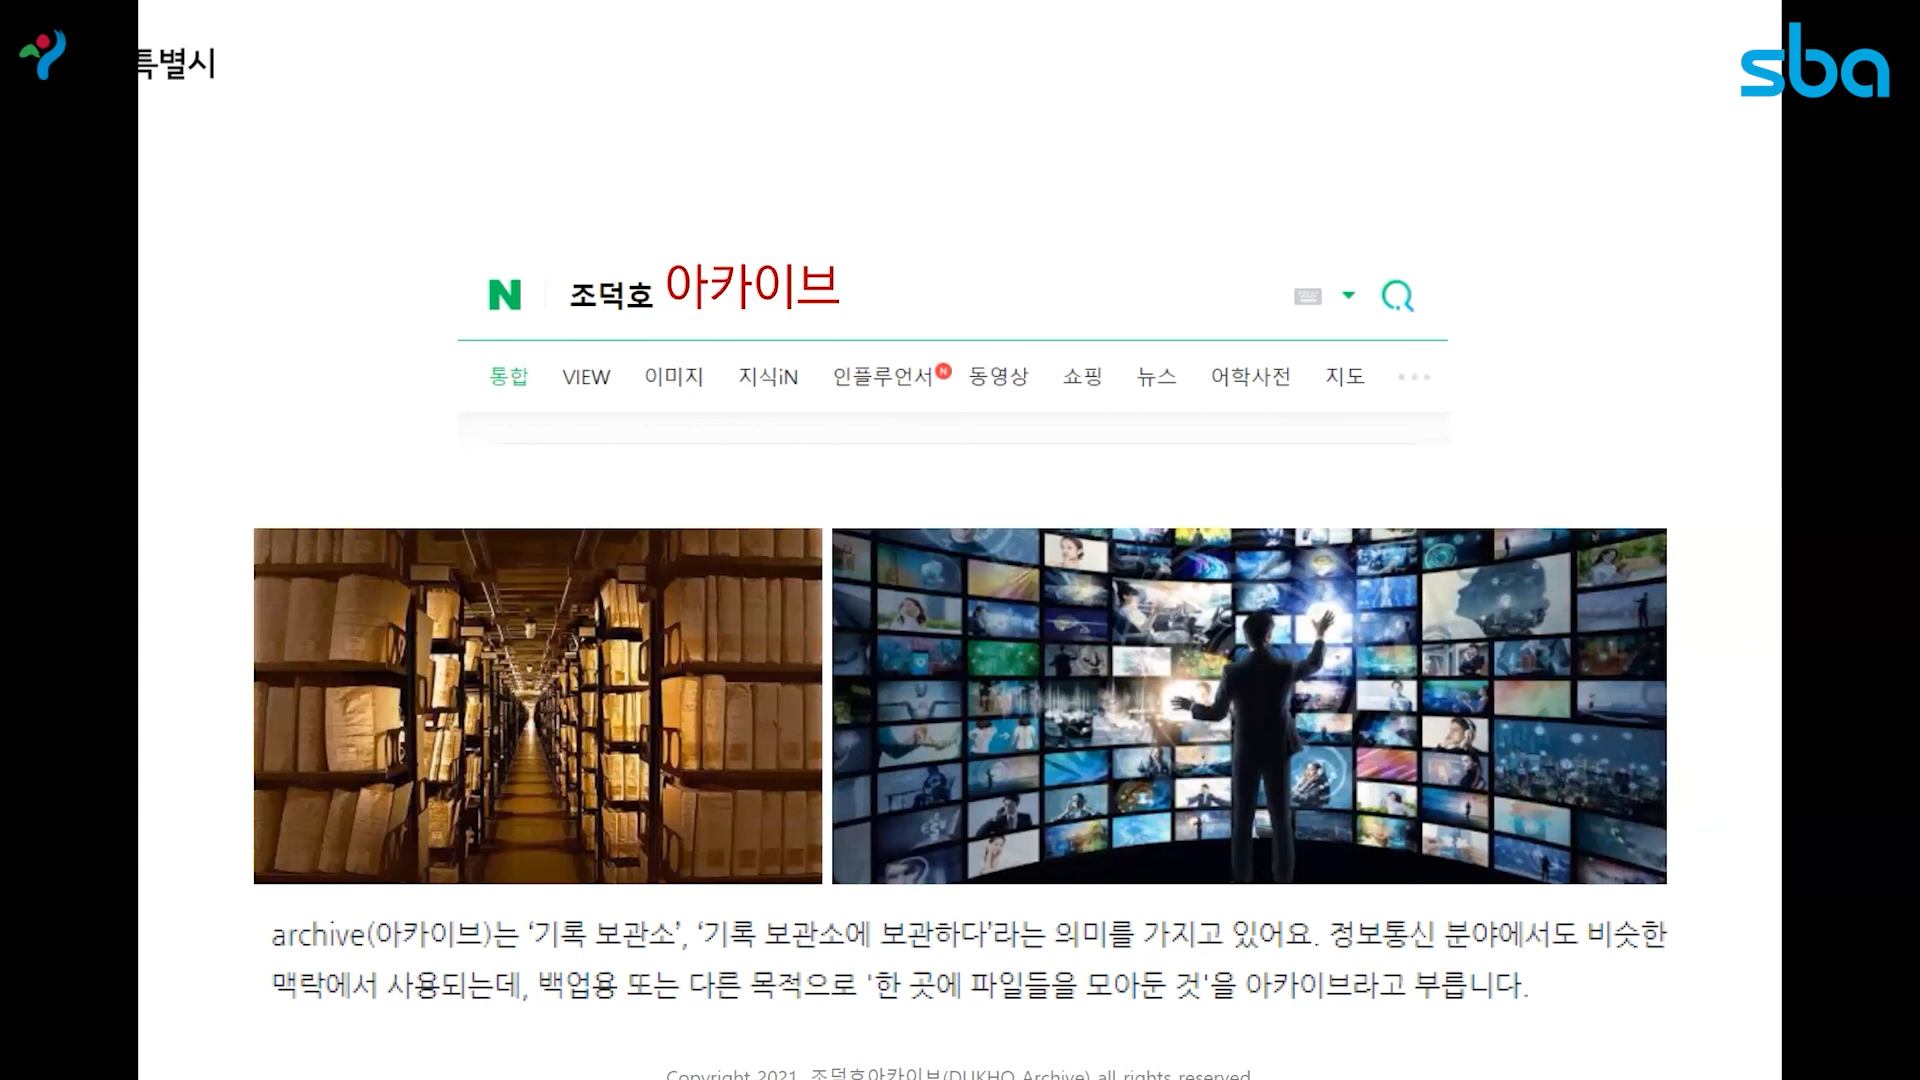 특별시
sba
N 조덕호 아카이브
통합 VIEW 이미지 지식iN 인플루언서 N 동영상 쇼핑 뉴스 어학사전 지도
archive(아카이브)는 ‘기록 보관소’, ‘기록 보관소에 보관하다’라는 의미를 가지고 있어요. 정보통신 분야에서도 비슷한
맥락에서 사용되는데, 백업용 또는 다른 목적으로 '한 곳에 파일들을 모아둔 것'을 아카이브라고 부릅니다.
Copyright 2021. 조덕호아카이브(DUKHO Archive) all rights reserved